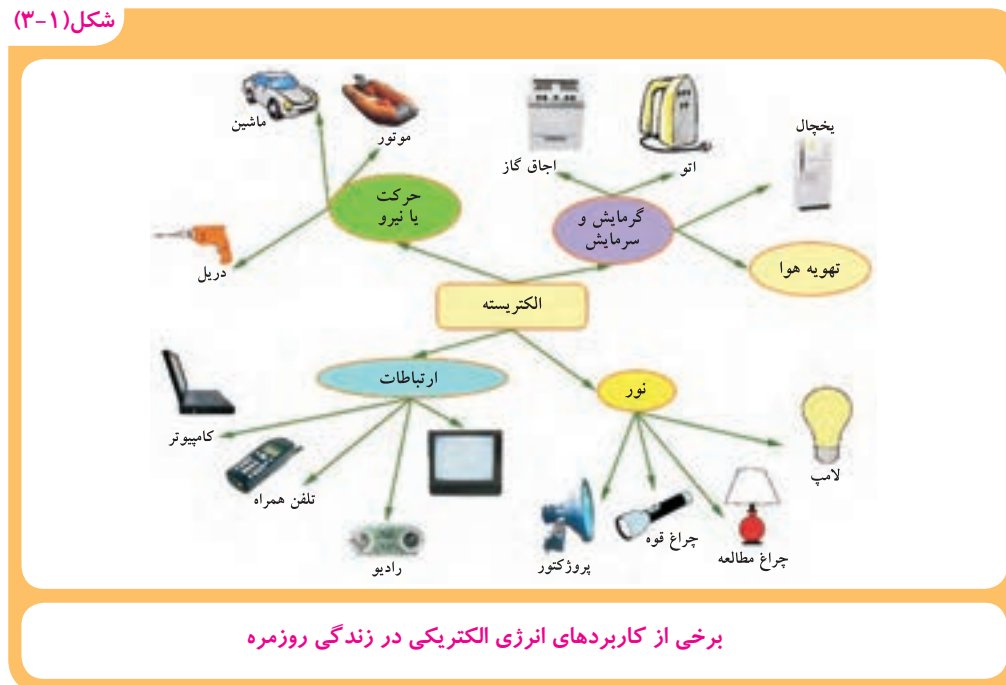 شکل(۱-۳)
یخچال
اتو
اجاق گاز
موتور
ماشین
گرمایش و
سرمایش
حرکت
یا نیرو
تهویه هوا
دریل
الکتریسته
نور
ارتباطات
لامپ
چراغ مطالعه
چراغ قوه
پروژکتور
رادیو
تلفن همراه
کامپیوتر
برخی از کاربردهای انرژی الکتریکی در زندگی روزمره